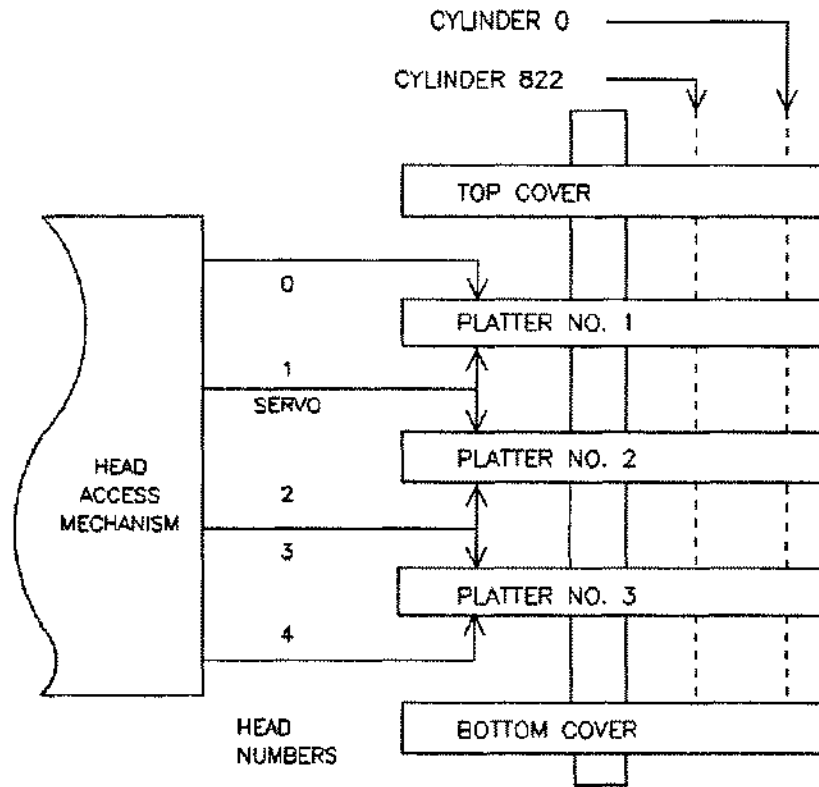 CYLINDER 0
CYLINDER 822
TOP COVER
0
PLATTER NO. 1
1
SERVO
PLATTER NO. 2
HEAD
ACCESS
MECHANISM
2
3
PLATTER NO. 3
4
HEAD
NUMBERS
BOTTOM COVER